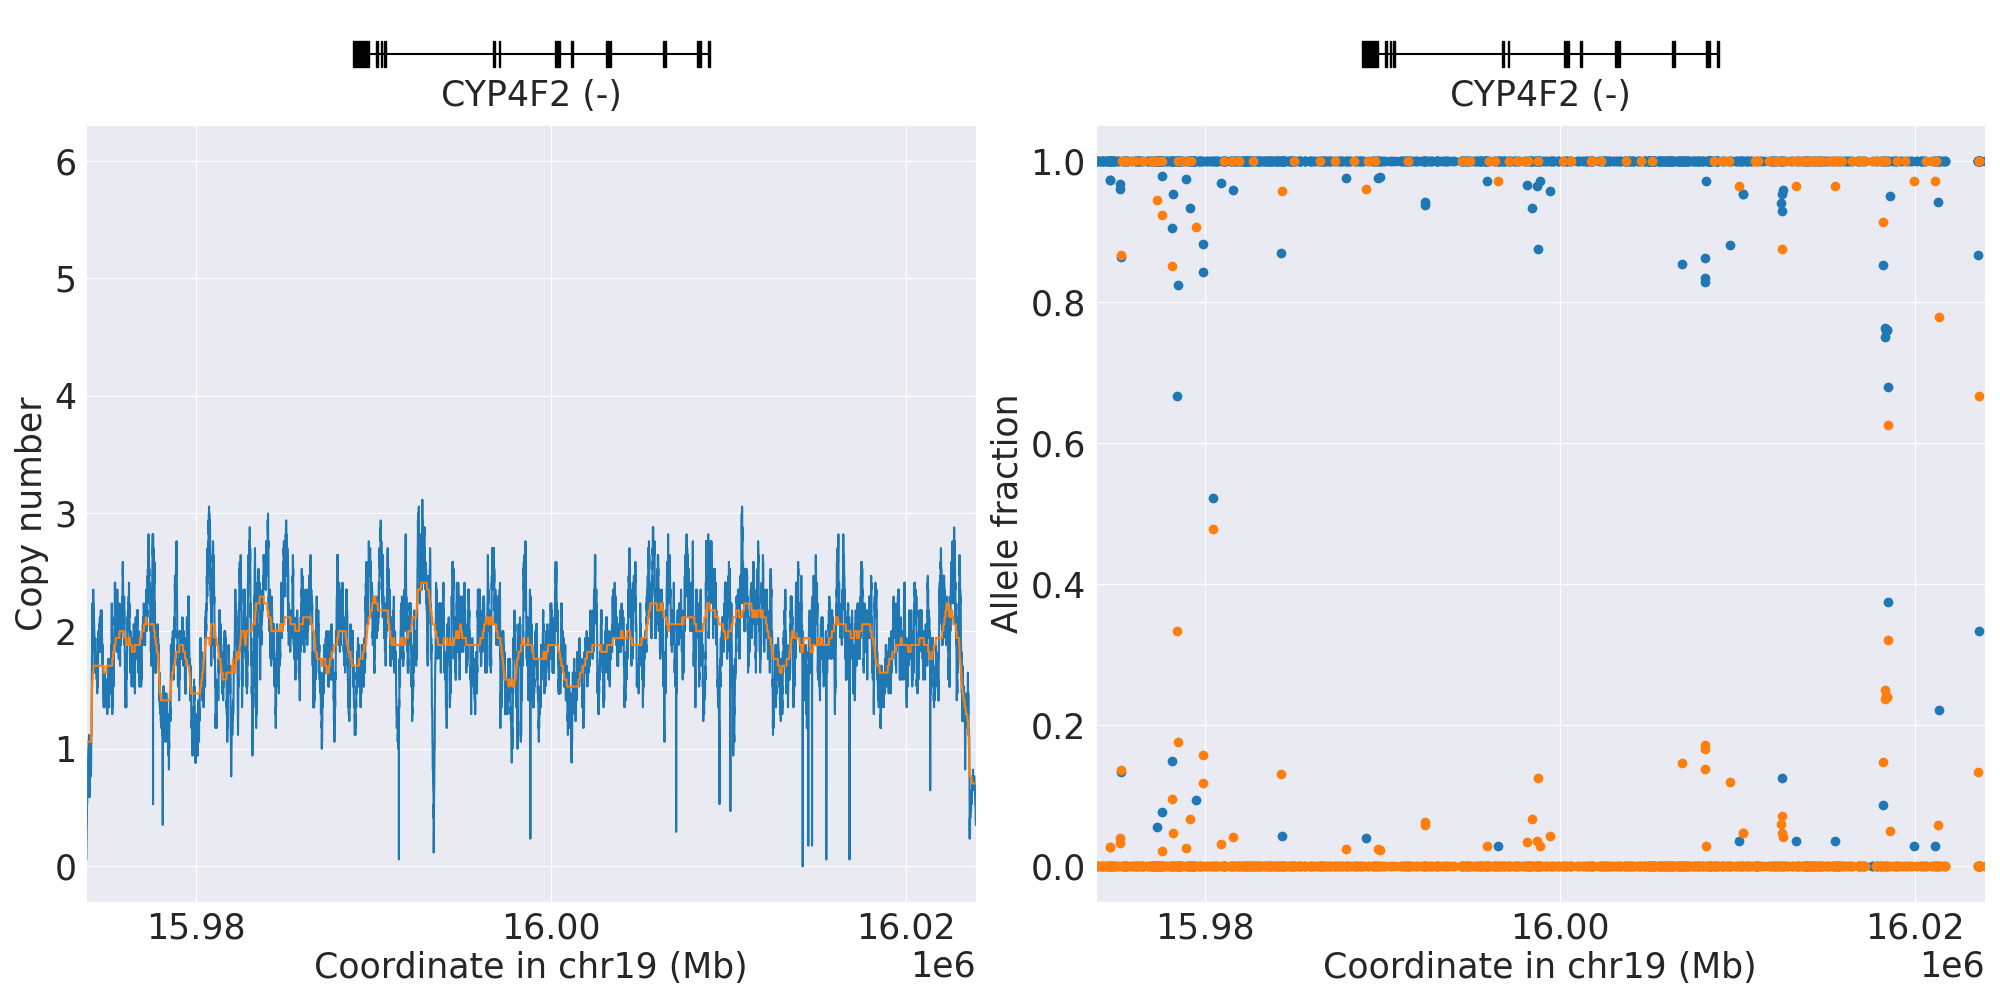 CYP4F2 (-)
Copy number
6
5
4
3
2
1
0
15.98
16.00
16.02
Coordinate in chr19 (Mb)
1e6
CYP4F2 (-)
Allele fraction
1.0
0.8
0.6
0.4
0.2
0.0
15.98
16.00
16.02
Coordinate in chr19 (Mb)
1e6